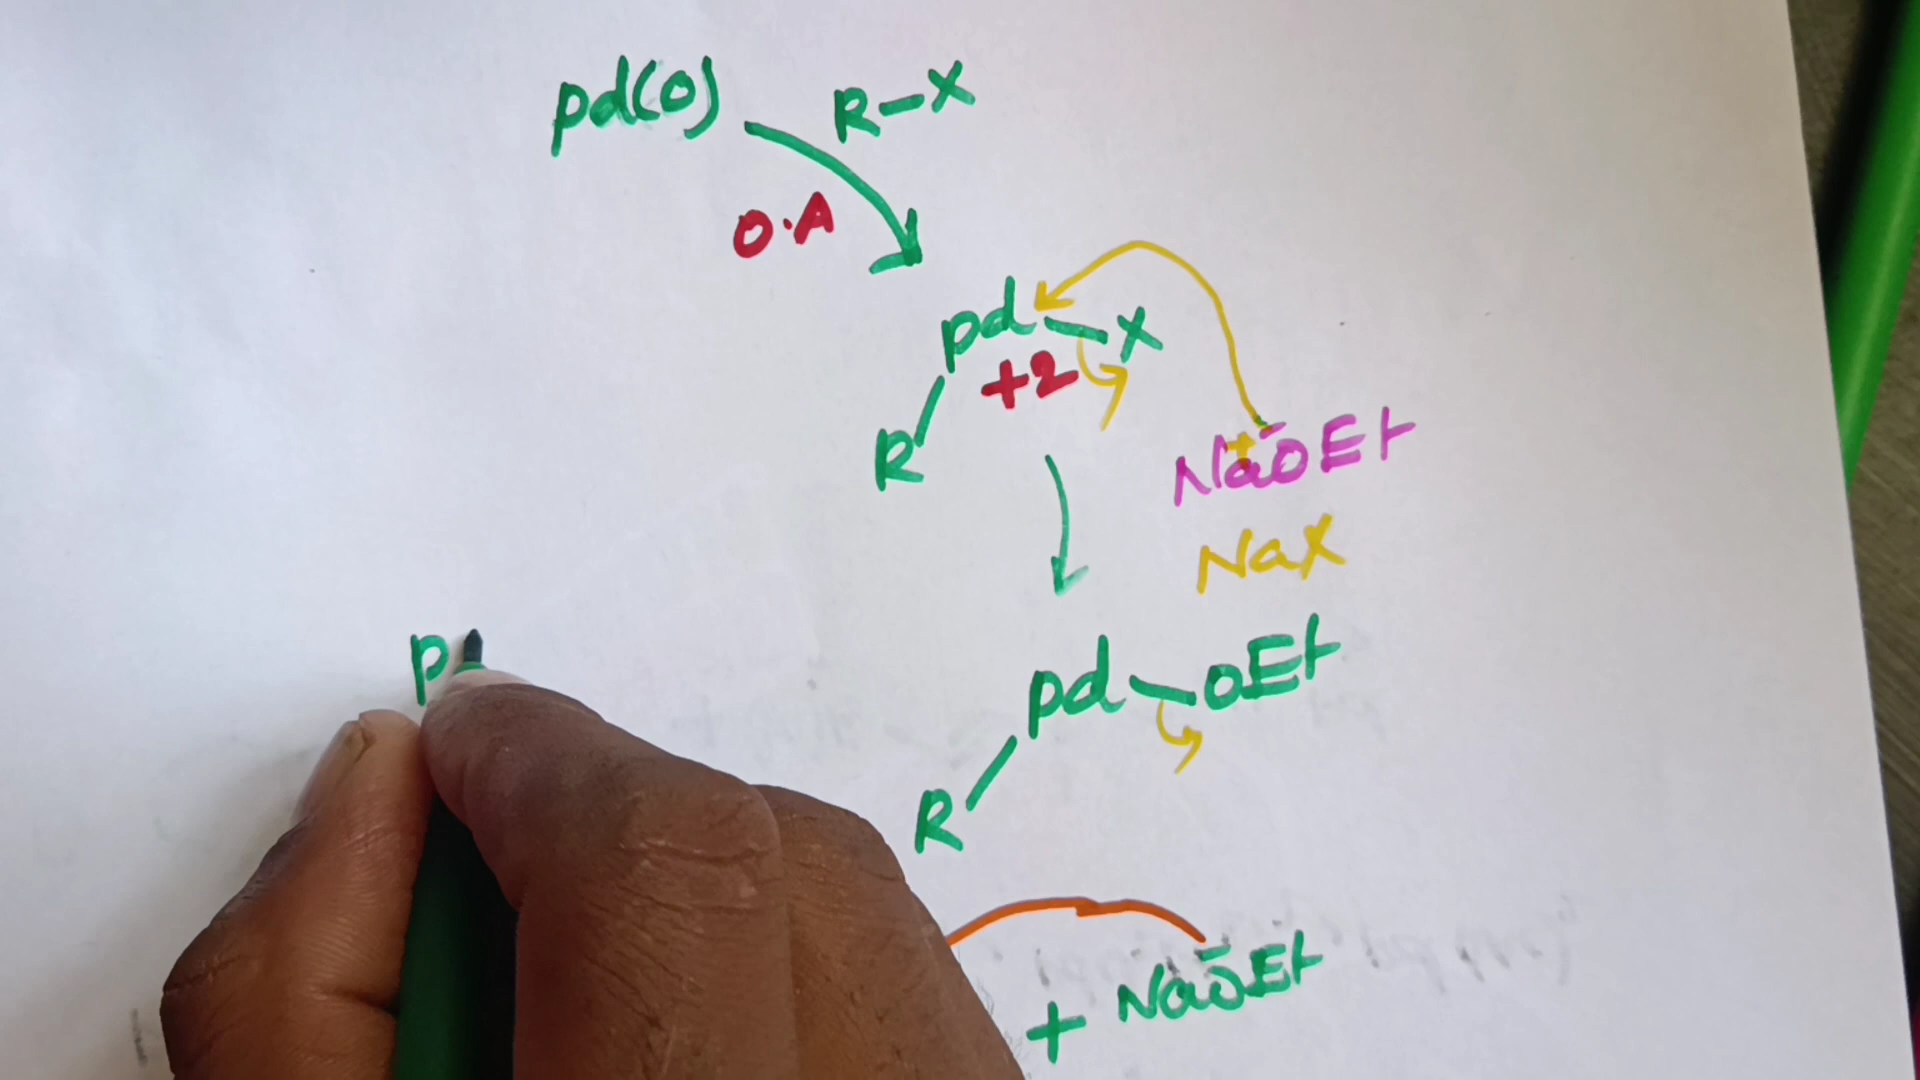 pd(0) R-X
O.A
pd-X
+2
R
NaOEt
NaX
pd-OEt
R
p
+ NaOEt